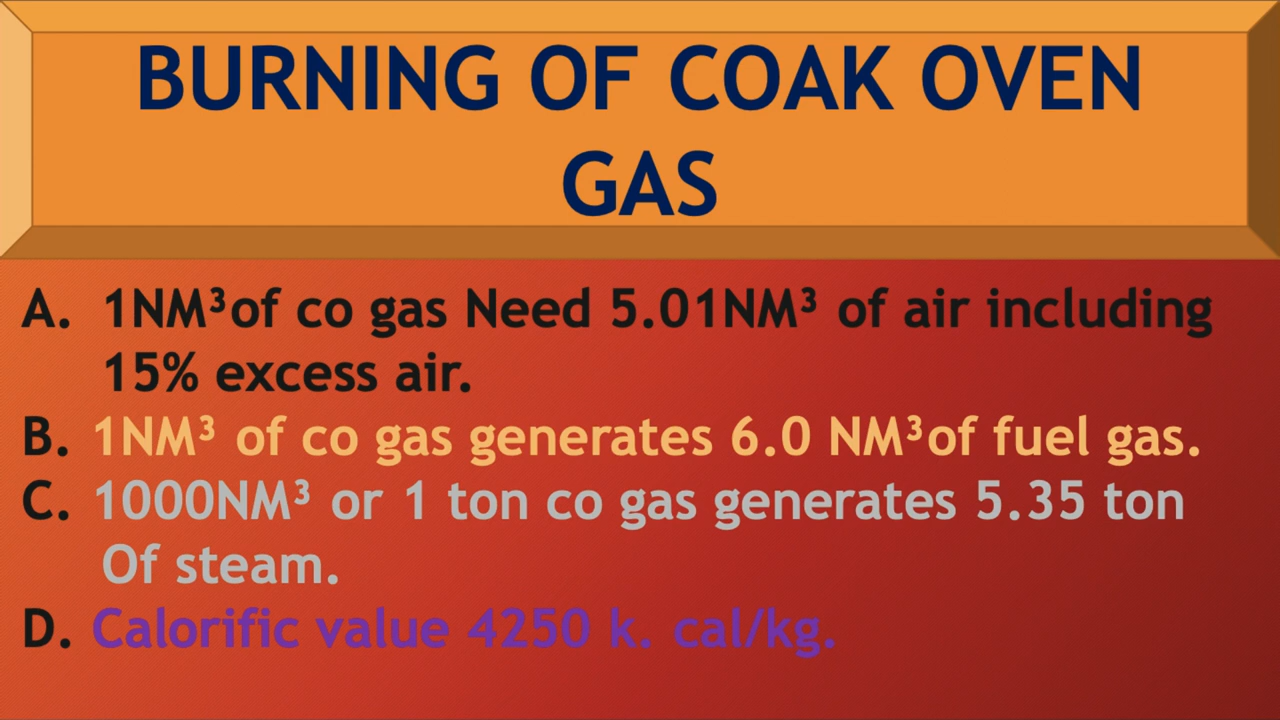 BURNING OF COAK OVEN
GAS
A. 1NM³of co gas Need 5.01NM³ of air including
15% excess air.
B. 1NM³ of co gas generates 6.0 NM³of fuel gas.
C. 1000NM³ or 1 ton co gas generates 5.35 ton
Of steam.
D. Calorific value 4250 k. cal/kg.